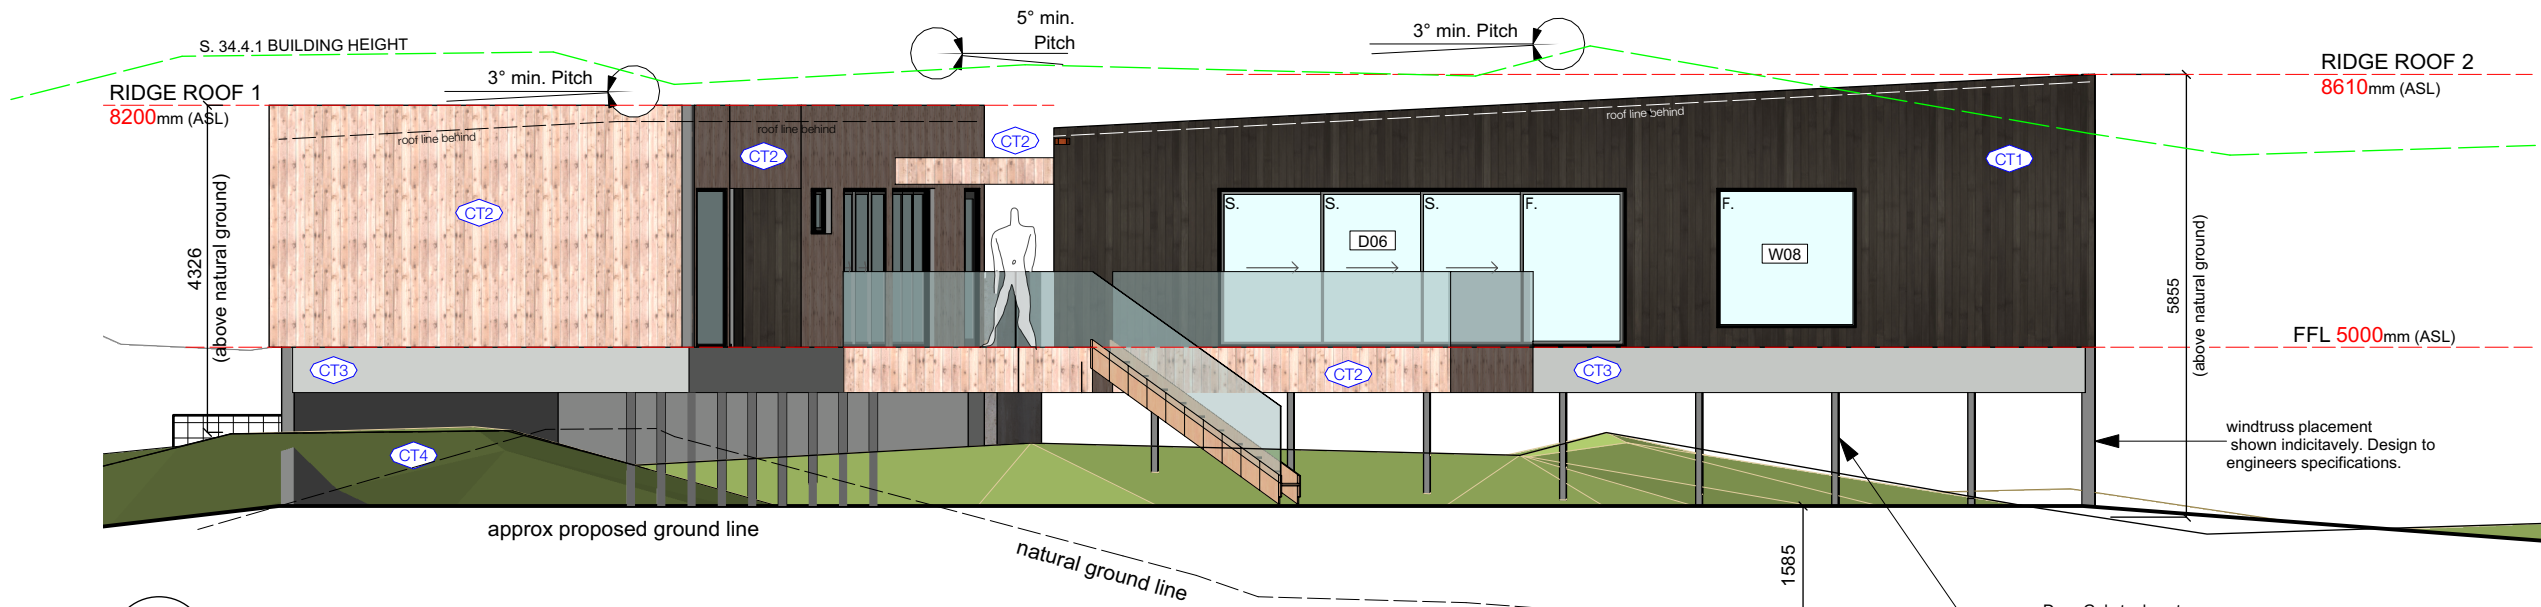 5° min.
Pitch
S. 34.4.1 BUILDING HEIGHT
3° min. Pitch
3° min. Pitch
RIDGE ROOF 1
8200mm (ASL)
RIDGE ROOF 2
8610mm (ASL)
roof line behind
roof line behind
roof line behind
CT2
CT2
CT2
CT1
4326
(above natural ground)
S.
S.
S.
F.
F.
D06
W08
5855
(above natural ground)
FFL 5000mm (ASL)
CT3
CT2
CT3
CT4
windtruss placement
shown indicitavely. Design to
engineers specifications.
approx proposed ground line
natural ground line
1585